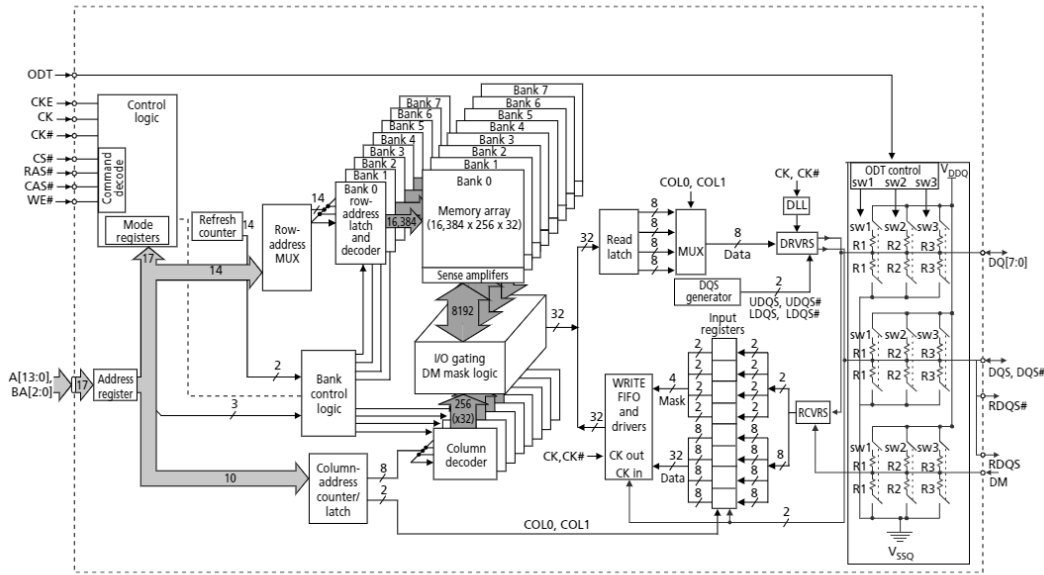 ODT
CKE
CK
CK#
CS#
RAS#
CAS#
WE#
Control
logic
Command
decode
Mode
registers
17
Refresh
counter
14
14
Row-
address
MUX
14
Bank 7
Bank 6
Bank 5
Bank 4
Bank 3
Bank 2
Bank 1
Bank 0
row-
address
latch
and
decoder
16,384
Bank 7
Bank 6
Bank 5
Bank 4
Bank 3
Bank 2
Bank 1
Bank 0
Memory array
(16,384 x 256 x 32)
Sense amplifers
8192
I/O gating
DM mask logic
256
(x32)
Column
decoder
A[13:0],
BA[2:0]
17
Address
register
2
3
Bank
control
logic
10
Column-
address
counter/
latch
8
2
COL0, COL1
32
32
Read
latch
8
8
8
8
COL0, COL1
MUX
8
Data
CK, CK#
DLL
DRVRS
DQS
generator
2
UDQS, UDQS#
LDQS, LDQS#
Input
registers
2
2
2
2
8
8
8
8
2
2
2
2
8
8
8
8
WRITE
FIFO
and
drivers
CK out
CK in
CK,CK#
4
Mask
32
Data
2
8
RCVRS
2
ODT control
sw1 sw2 sw3
VDDQ
sw1 sw2 sw3
R1 R2 R3
R1 R2 R3
sw1 sw2 sw3
R1 R2 R3
R1 R2 R3
sw1 sw2 sw3
R1 R2 R3
R1 R2 R3
VSSQ
DQ[7:0]
DQS, DQS#
RDQS#
RDQS
DM